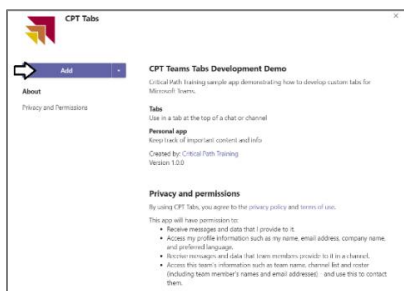 CPT Tabs
Add
About
Privacy and Permissions
CPT Teams Tabs Development Demo
Critical Path Training sample app demonstrating how to develop custom tabs for
Microsoft Teams.
Tabs
Use in a tab at the top of a chat or channel
Personal app
Keep track of important content and info
Created by: Critical Path Training
Version 1.0.0
Privacy and permissions
By using CPT Tabs, you agree to the privacy policy and terms of use.
This app will have permission to:
• Receive messages and data that I provide to it.
• Access my profile information such as my name, email address, company name,
and preferred language.
• Receive messages and data that team members provide to it in a channel.
• Access this team's information such as team name, channel list and roster
(including team member's names and email addresses) - and use this to contact
them.